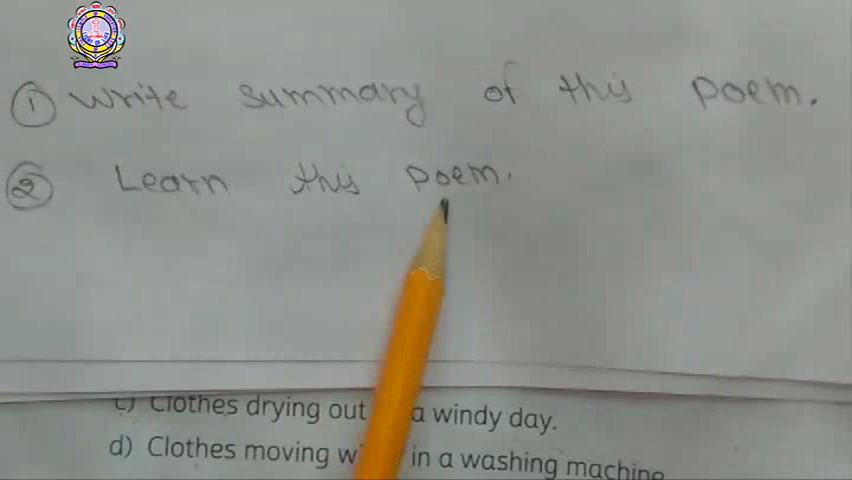 ① Write summary of this poem.
② Learn this poem.
c) Clothes drying out a windy day.
d) Clothes moving in a washing machine